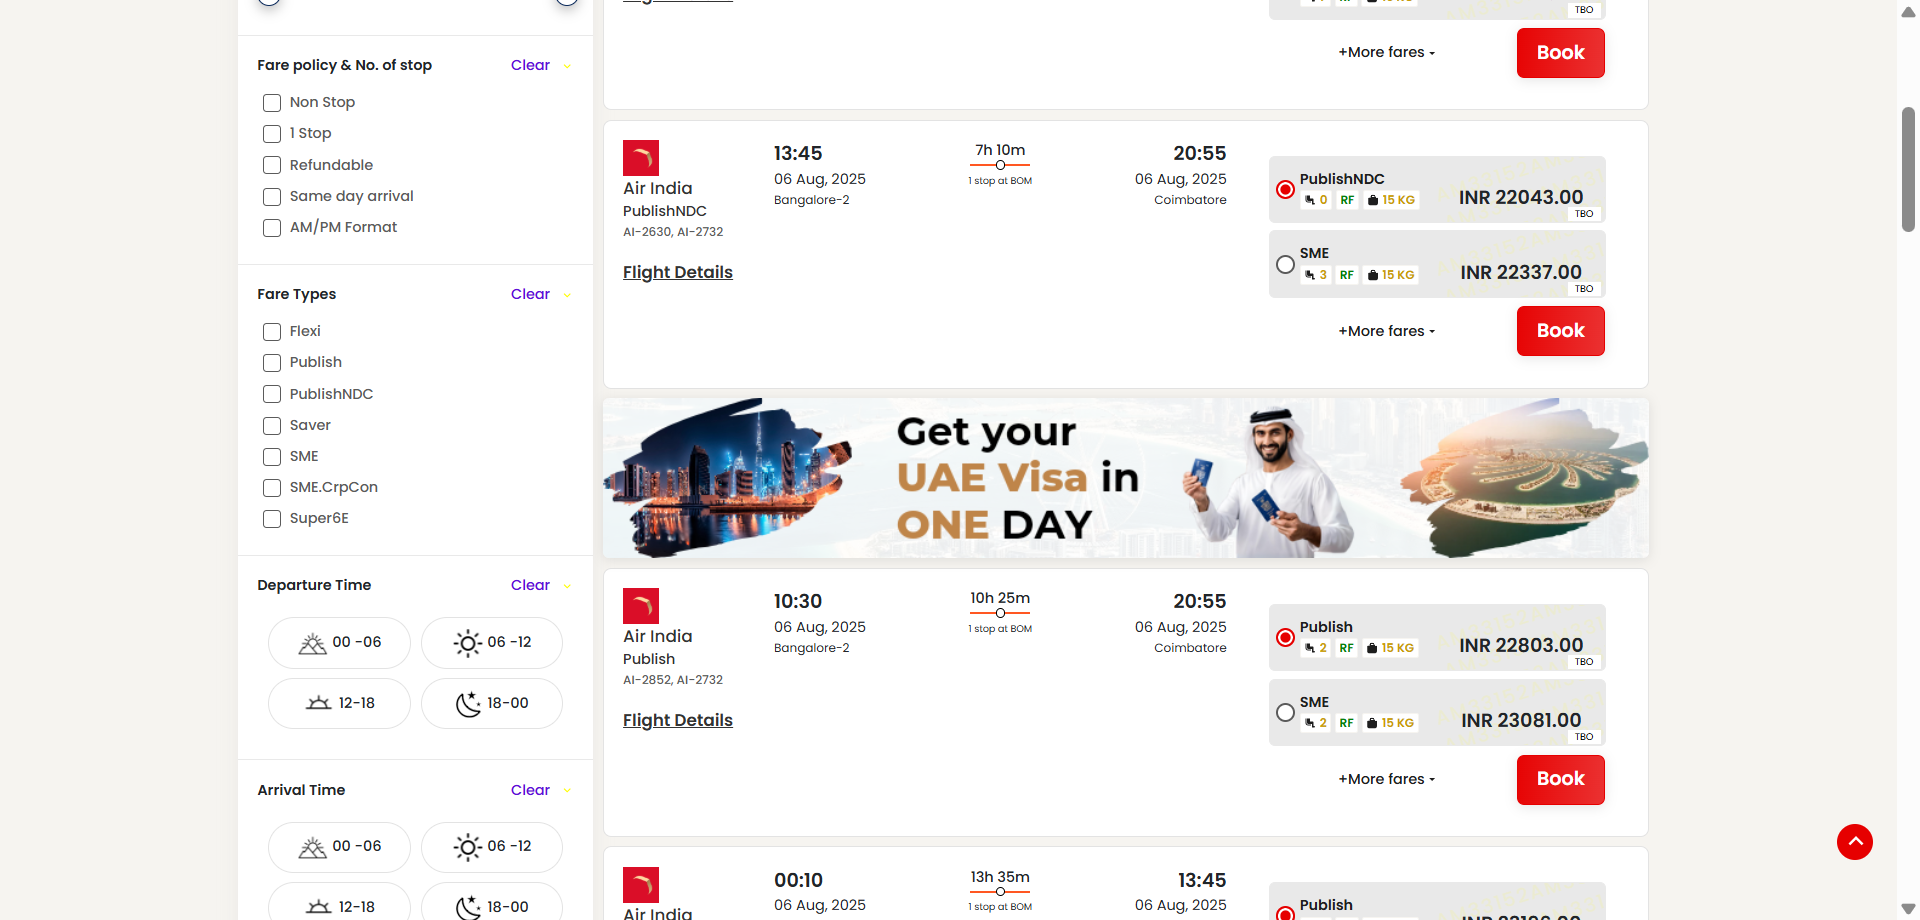 Fare policy & No. of stop
Clear
Non Stop
1 Stop
Refundable
Same day arrival
AM/PM Format
Fare Types
Clear
Flexi
Publish
PublishNDC
Saver
SME
SME.CrpCon
Super6E
Departure Time
Clear
00 -06
06 -12
12-18
18-00
Arrival Time
Clear
00 -06
06 -12
12-18
18-00
TBO
+More fares
Book
Air India
PublishNDC
AI-2630, AI-2732
Flight Details
13:45
06 Aug, 2025
Bangalore-2
7h 10m
1 stop at BOM
20:55
06 Aug, 2025
Coimbatore
PublishNDC
0 RF 15 KG
INR 22043.00
TBO
SME
3 RF 15 KG
INR 22337.00
TBO
+More fares
Book
Get your
UAE Visa in
ONE DAY
Air India
Publish
AI-2852, AI-2732
Flight Details
10:30
06 Aug, 2025
Bangalore-2
10h 25m
1 stop at BOM
20:55
06 Aug, 2025
Coimbatore
Publish
2 RF 15 KG
INR 22803.00
TBO
SME
2 RF 15 KG
INR 23081.00
TBO
+More fares
Book
Air India
00:10
06 Aug, 2025
13h 35m
1 stop at BOM
13:45
06 Aug, 2025
Publish